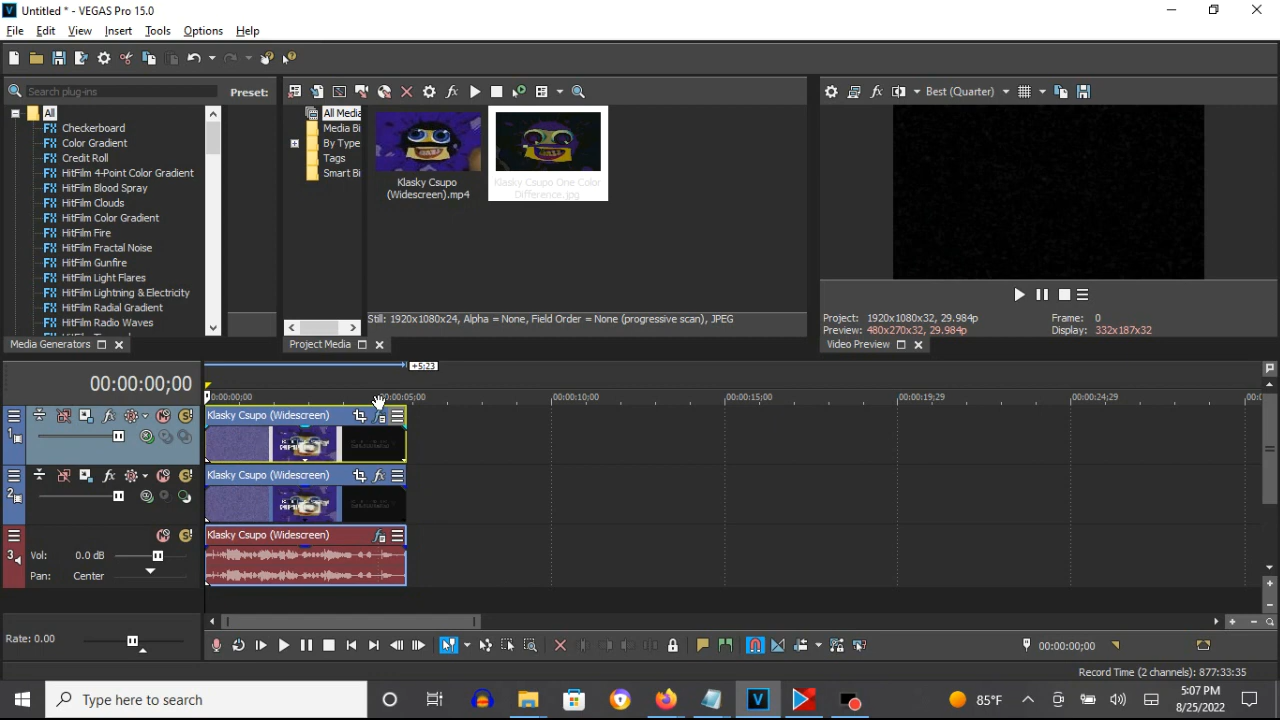 Untitled * - VEGAS Pro 15.0
File Edit View Insert Tools Options Help
Search plug-ins
Preset:
Best (Quarter)
All
Checkerboard
Color Gradient
Credit Roll
HitFilm 4-Point Color Gradient
HitFilm Blood Spray
HitFilm Clouds
HitFilm Color Gradient
HitFilm Fire
HitFilm Fractal Noise
HitFilm Gunfire
HitFilm Light Flares
HitFilm Lightning & Electricity
HitFilm Radial Gradient
HitFilm Radio Waves
Media Generators
All Media
Media Bi
By Type
Tags
Smart Bi
Klasky Csupo
(Widescreen).mp4
Klasky Csupo One Color
Difference.jpg
Still: 1920x1080x24, Alpha = None, Field Order = None (progressive scan), JPEG
Project Media
Project: 1920x1080x32, 29.984p
Preview: 480x270x32, 29.984p
Frame: 0
Display: 332x187x32
Video Preview
+5:23
00:00:00;00
0:00:00;00
00:00:05;00
00:00:10;00
00:00:15;00
00:00:19;29
00:00:24;29
00:0
1
Klasky Csupo (Widescreen)
2
Klasky Csupo (Widescreen)
3
Klasky Csupo (Widescreen)
Vol: 0.0 dB
Pan: Center
Rate: 0.00
00:00:00;00
Record Time (2 channels): 877:33:35
Type here to search
85°F
5:07 PM
8/25/2022